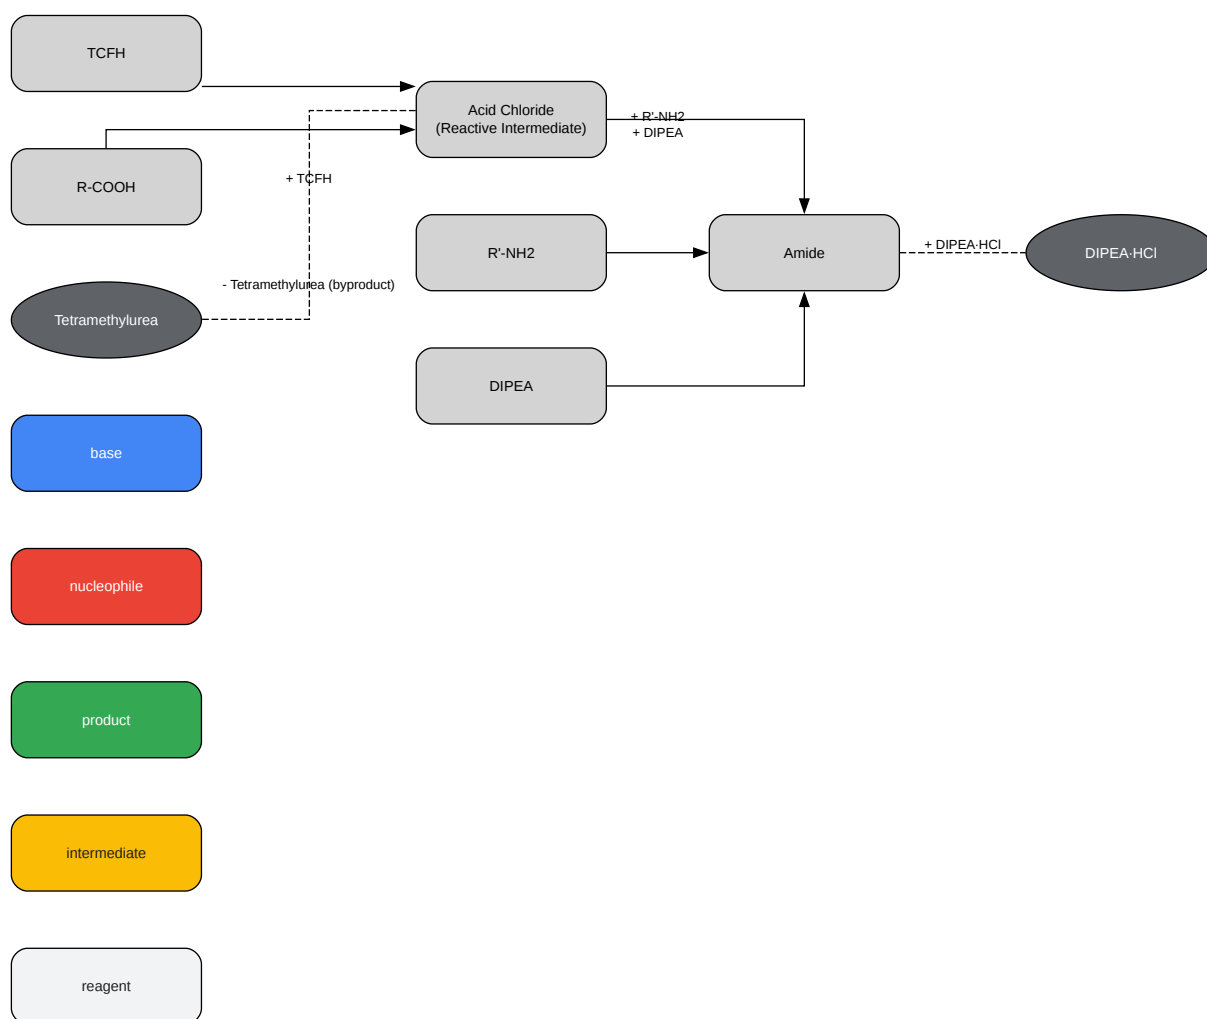 TCFH
Acid Chloride
(Reactive Intermediate)
+ R'-NH2
+ DIPEA
R-COOH
+ TCFH
R'-NH2
Amide
+ DIPEA·HCl
DIPEA·HCl
- Tetramethylurea (byproduct)
Tetramethylurea
DIPEA
base
nucleophile
product
intermediate
reagent